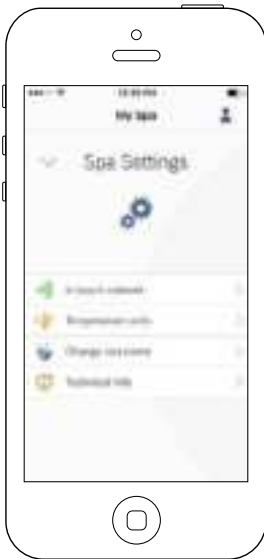 My Spa
Spa Settings
in.touch network
Temperature units
Change spa name
Technical info